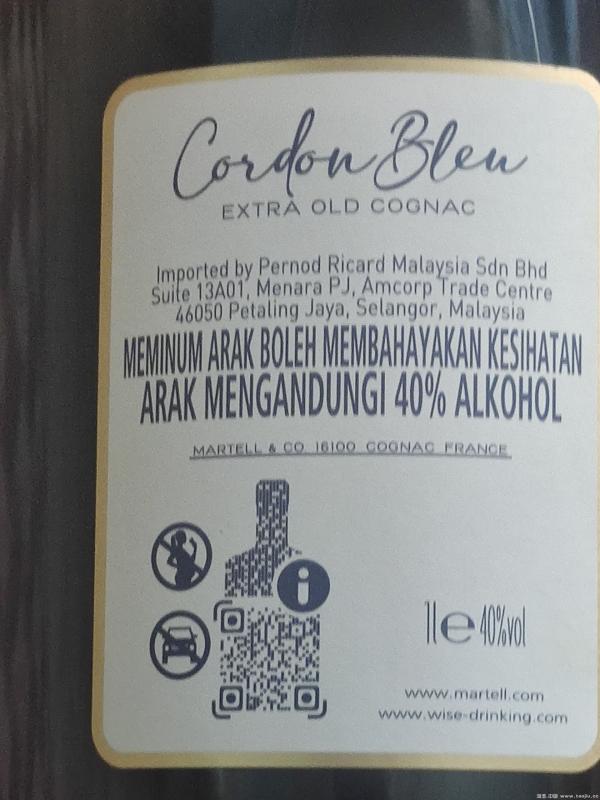 Cordon Bleu
EXTRA OLD COGNAC
Imported by Pernod Ricard Malaysia Sdn Bhd
Suite 13A01, Menara PJ, Amcorp Trade Centre
46050 Petaling Jaya, Selangor, Malaysia
MEMINUM ARAK BOLEH MEMBAHAYAKAN KESIHATAN
ARAK MENGANDUNGI 40% ALKOHOL
MARTELL & CO 16100 COGNAC FRANCE
i
1l e 40%vol
www.martell.com
www.wise-drinking.com